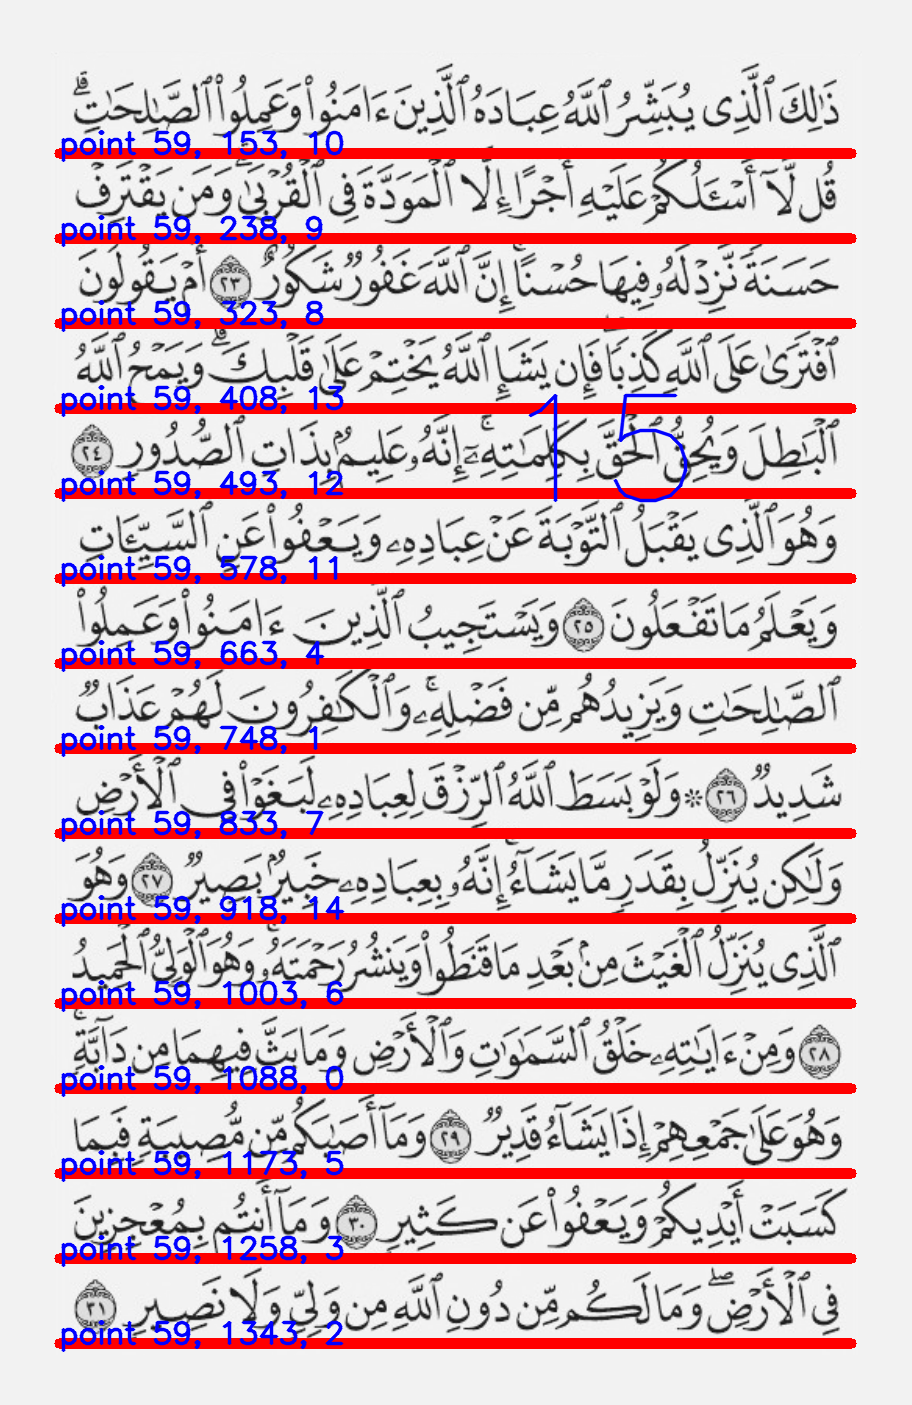 ذَٰلِكَ ٱلَّذِى يُبَشِّرُ ٱللَّهُ عِبَادَهُ ٱلَّذِينَ ءَامَنُوا۟ وَعَمِلُوا۟ ٱلصَّـٰلِحَـٰتِ ۗ
point 59, 153, 10
قُل لَّآ أَسْـَٔلُكُمْ عَلَيْهِ أَجْرًا إِلَّا ٱلْمَوَدَّةَ فِى ٱلْقُرْبَىٰ ۗ وَمَن يَقْتَرِفْ
point 59, 238, 9
حَسَنَةً نَّزِدْ لَهُۥ فِيهَا حُسْنًا ۚ إِنَّ ٱللَّهَ غَفُورٌ شَكُورٌ ٢٣ أَمْ يَقُولُونَ
point 59, 323, 8
ٱفْتَرَىٰ عَلَى ٱللَّهِ كَذِبًا ۖ فَإِن يَشَإِ ٱللَّهُ يَخْتِمْ عَلَىٰ قَلْبِكَ ۗ وَيَمْحُ ٱللَّهُ
point 59, 408, 13
15
ٱلْبَـٰطِلَ وَيُحِقُّ ٱلْحَقَّ بِكَلِمَـٰتِهِۦٓ ۚ إِنَّهُۥ عَلِيمٌۢ بِذَاتِ ٱلصُّدُورِ ٢٤
point 59, 493, 12
وَهُوَ ٱلَّذِى يَقْبَلُ ٱلتَّوْبَةَ عَنْ عِبَادِهِۦ وَيَعْفُوا۟ عَنِ ٱلسَّيِّـَٔاتِ
point 59, 578, 11
وَيَعْلَمُ مَا تَفْعَلُونَ ٢٥ وَيَسْتَجِيبُ ٱلَّذِينَ ءَامَنُوا۟ وَعَمِلُوا۟
point 59, 663, 4
ٱلصَّـٰلِحَـٰتِ وَيَزِيدُهُم مِّن فَضْلِهِۦ ۚ وَٱلْكَـٰفِرُونَ لَهُمْ عَذَابٌ
point 59, 748, 1
شَدِيدٌ ٢٦ ۞ وَلَوْ بَسَطَ ٱللَّهُ ٱلرِّزْقَ لِعِبَادِهِۦ لَبَغَوْا۟ فِى ٱلْأَرْضِ
point 59, 833, 7
وَلَـٰكِن يُنَزِّلُ بِقَدَرٍ مَّا يَشَآءُ ۚ إِنَّهُۥ بِعِبَادِهِۦ خَبِيرٌۢ بَصِيرٌ ٢٧ وَهُوَ
point 59, 918, 14
ٱلَّذِى يُنَزِّلُ ٱلْغَيْثَ مِنۢ بَعْدِ مَا قَنَطُوا۟ وَيَنشُرُ رَحْمَتَهُۥ ۚ وَهُوَ ٱلْوَلِىُّ ٱلْحَمِيدُ
point 59, 1003, 6
٢٨ وَمِنْ ءَايَـٰتِهِۦ خَلْقُ ٱلسَّمَـٰوَٰتِ وَٱلْأَرْضِ وَمَا بَثَّ فِيهِمَا مِن دَآبَّةٍ ۚ
point 59, 1088, 0
وَهُوَ عَلَىٰ جَمْعِهِمْ إِذَا يَشَآءُ قَدِيرٌ ٢٩ وَمَآ أَصَـٰبَكُم مِّن مُّصِيبَةٍ فَبِمَا
point 59, 1173, 5
كَسَبَتْ أَيْدِيكُمْ وَيَعْفُوا۟ عَن كَثِيرٍ ٣٠ وَمَآ أَنتُم بِمُعْجِزِينَ
point 59, 1258, 3
فِى ٱلْأَرْضِ ۖ وَمَا لَكُم مِّن دُونِ ٱللَّهِ مِن وَلِىٍّ وَلَا نَصِيرٍ ٣١
point 59, 1343, 2